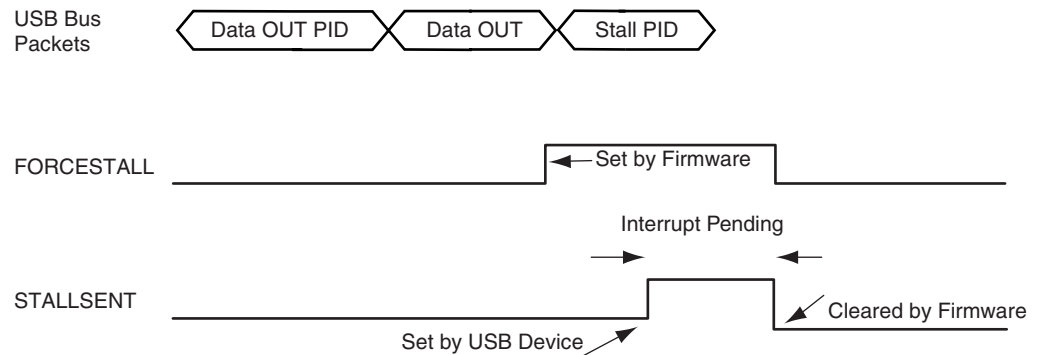 USB Bus
Packets
Data OUT PID
Data OUT
Stall PID
FORCESTALL
Set by Firmware
Interrupt Pending
STALLSENT
Cleared by Firmware
Set by USB Device